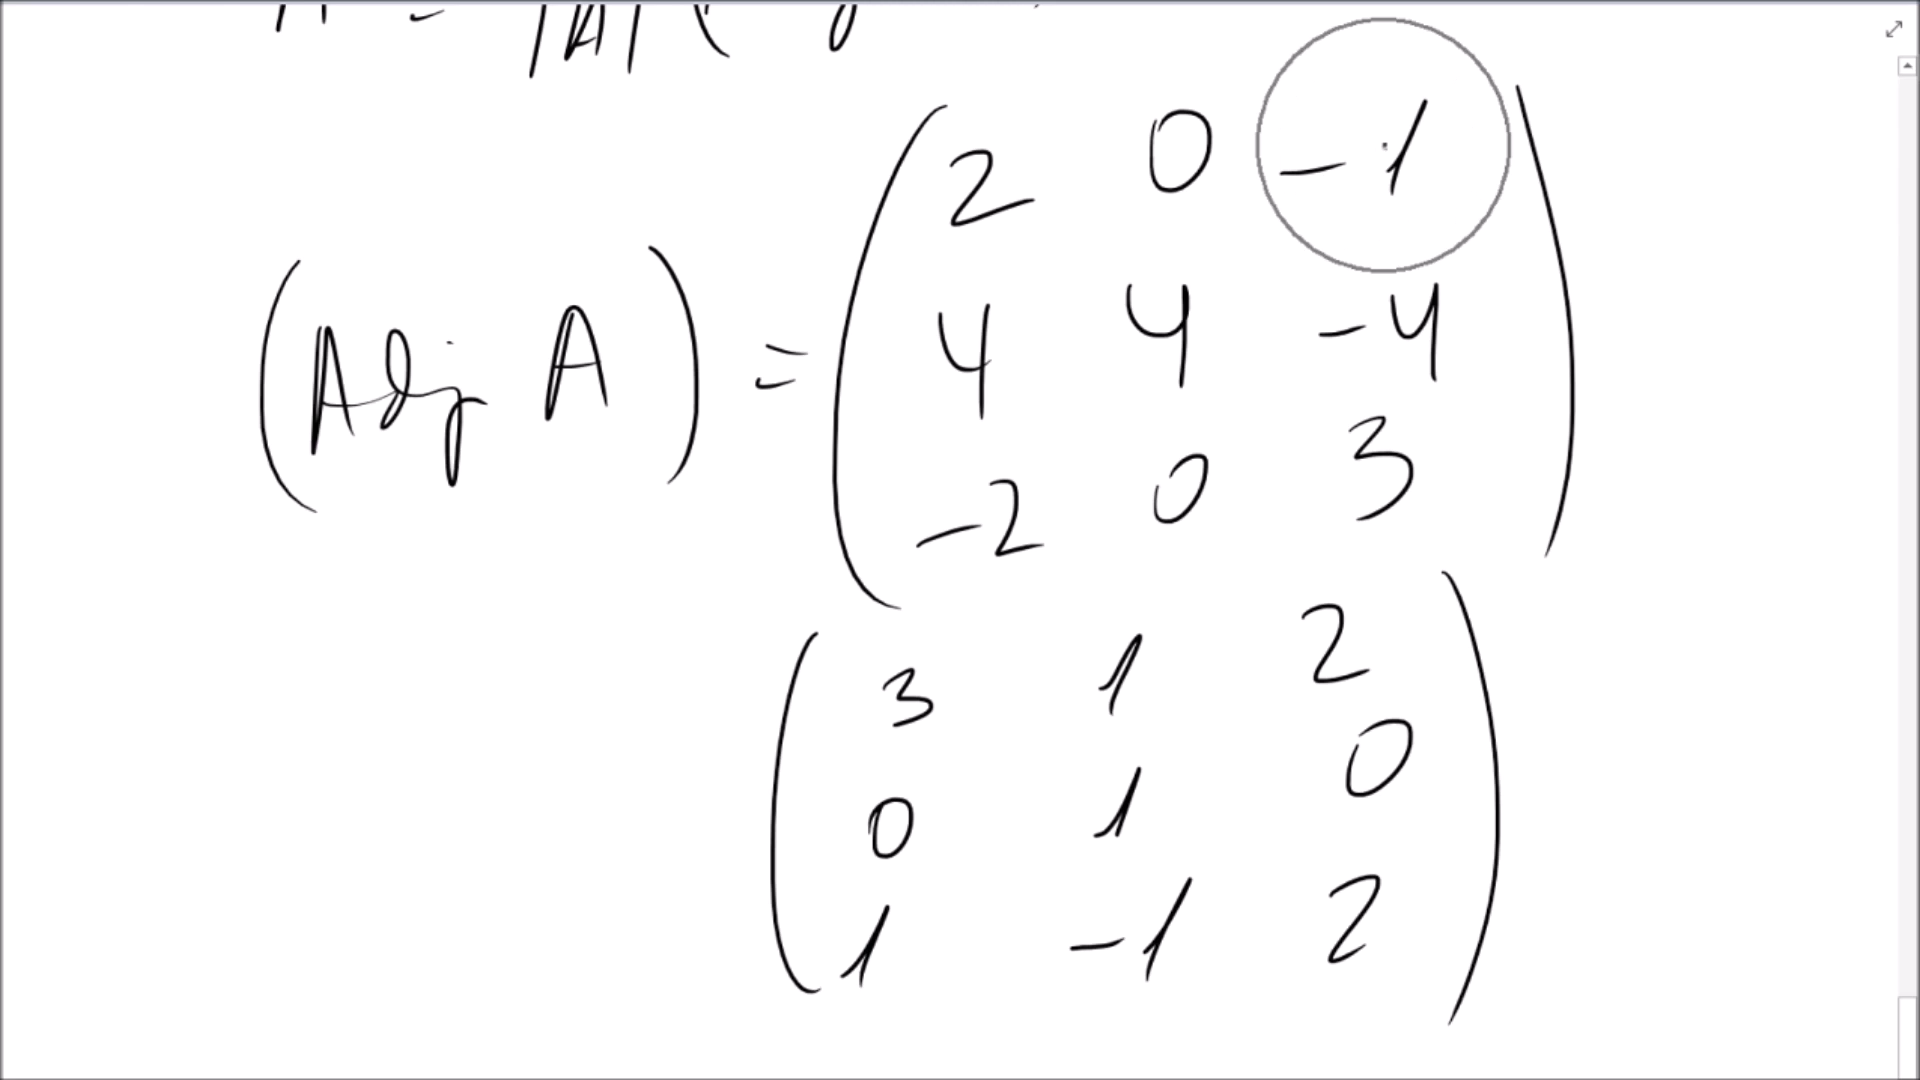 = |A| (
2 0 -1
(Adj A) = 4 4 -4
-2 0 3
3 1 2
0 1 0
1 -1 2